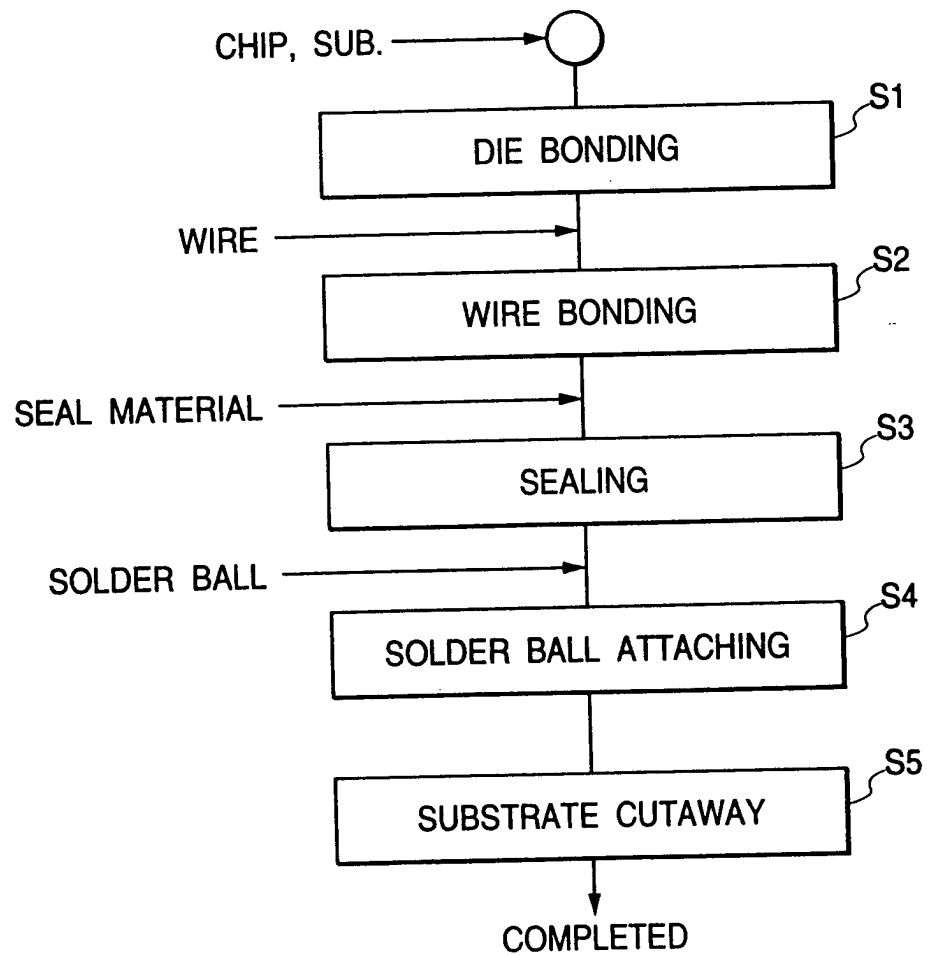 CHIP, SUB.
S1
DIE BONDING
WIRE
S2
WIRE BONDING
SEAL MATERIAL
S3
SEALING
SOLDER BALL
S4
SOLDER BALL ATTACHING
S5
SUBSTRATE CUTAWAY
COMPLETED